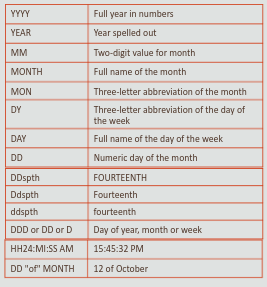 YYYY Full year in numbers
YEAR Year spelled out
MM Two-digit value for month
MONTH Full name of the month
MON Three-letter abbreviation of the month
DY Three-letter abbreviation of the day of
the week
DAY Full name of the day of the week
DD Numeric day of the month
DDspth FOURTEENTH
Ddspth Fourteenth
ddspth fourteenth
DDD or DD or D Day of year, month or week
HH24:MI:SS AM 15:45:32 PM
DD "of" MONTH 12 of October